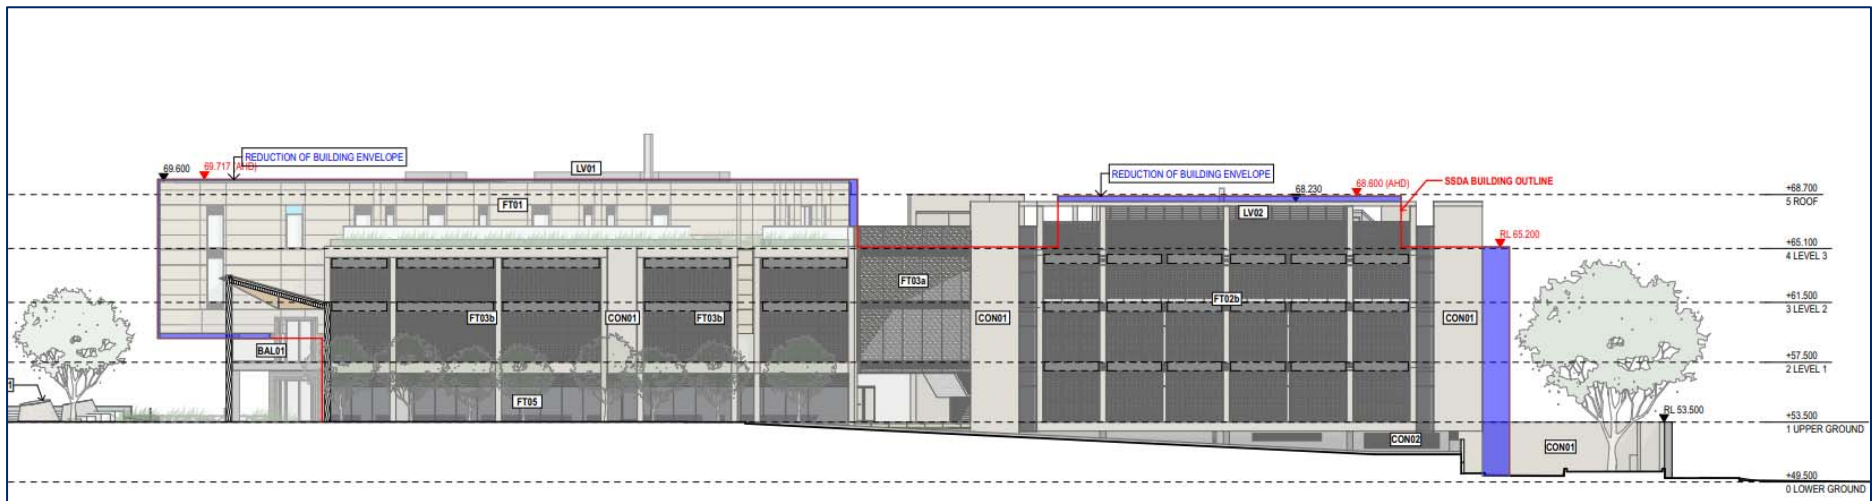 REDUCTION OF BUILDING ENVELOPE
69.600
69.717 (AHD)
LV01
REDUCTION OF BUILDING ENVELOPE
68.230
68.600 (AHD)
SSDA BUILDING OUTLINE
+68.700
5 ROOF
FT01
LV02
RL 65.200
+65.100
4 LEVEL 3
FT03a
FT02b
+61.500
3 LEVEL 2
FT03b
CON01
FT03b
CON01
CON01
BAL01
+57.500
2 LEVEL 1
FT05
RL 53.500
+53.500
1 UPPER GROUND
CON02
CON01
+49.500
0 LOWER GROUND